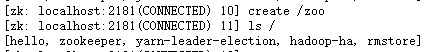 [zk: localhost:2181(CONNECTED) 10] create /zoo
[zk: localhost:2181(CONNECTED) 11] ls /
[hello, zookeeper, yarn-leader-election, hadoop-ha, rmstore]